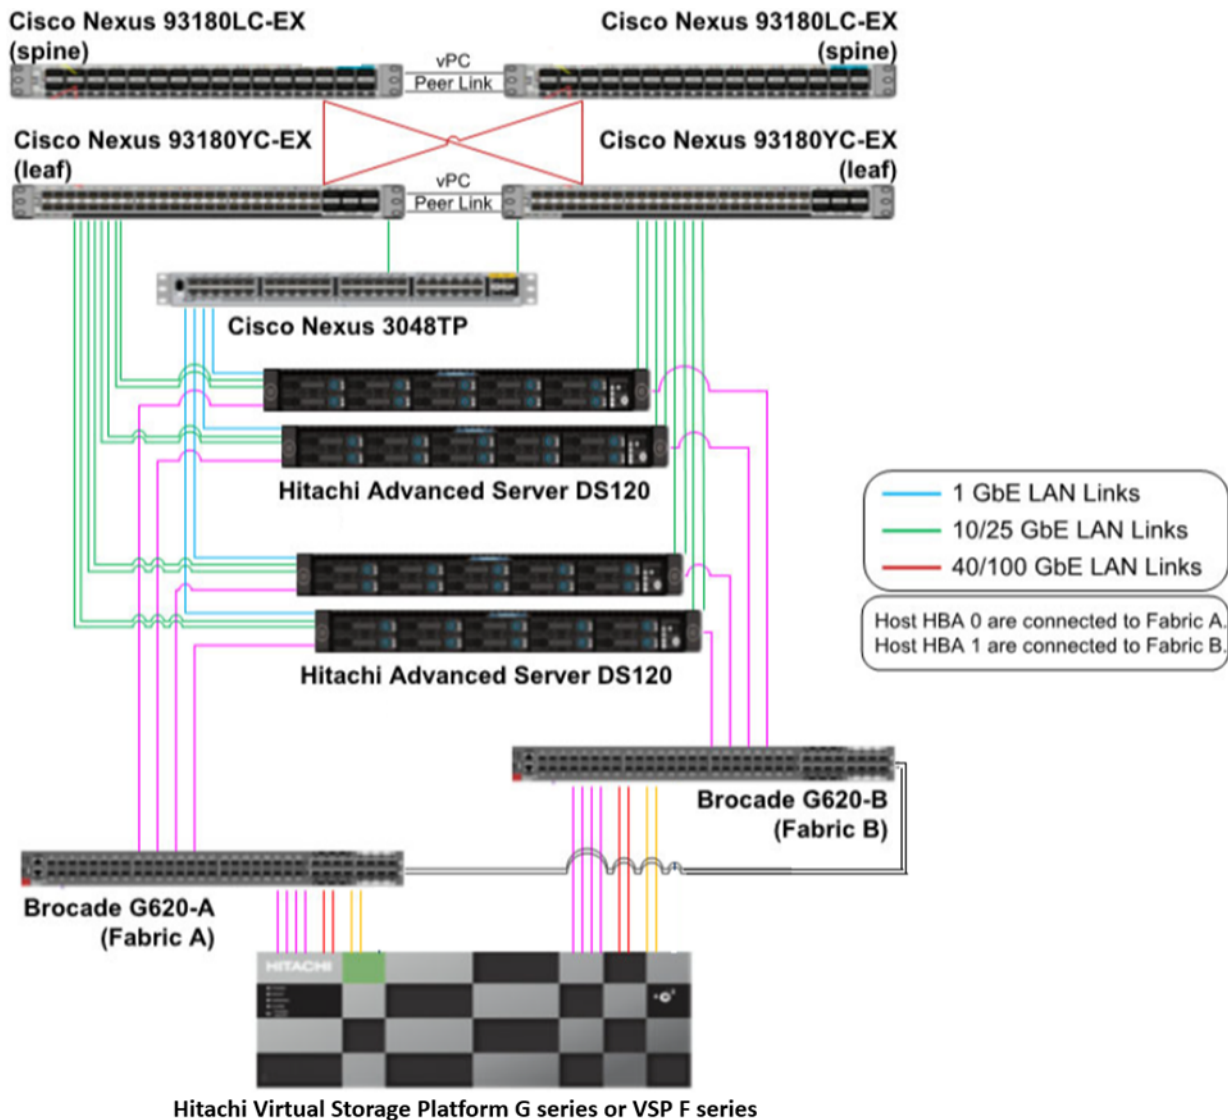 Cisco Nexus 93180LC-EX
(spine)
Cisco Nexus 93180LC-EX
(spine)
vPC
Peer Link
Cisco Nexus 93180YC-EX
(leaf)
Cisco Nexus 93180YC-EX
(leaf)
vPC
Peer Link
Cisco Nexus 3048TP
Hitachi Advanced Server DS120
1 GbE LAN Links
10/25 GbE LAN Links
40/100 GbE LAN Links
Host HBA 0 are connected to Fabric A.
Host HBA 1 are connected to Fabric B.
Hitachi Advanced Server DS120
Brocade G620-B
(Fabric B)
Brocade G620-A
(Fabric A)
HITACHI
Hitachi Virtual Storage Platform G series or VSP F series